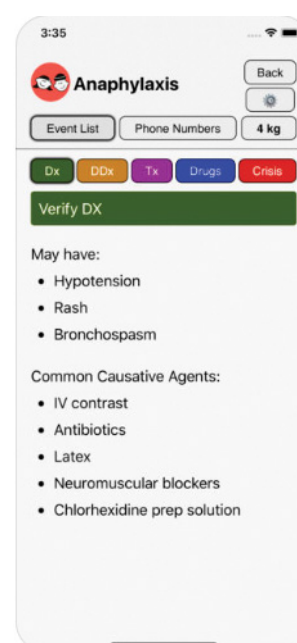 3:35
Anaphylaxis
Back
Event List
Phone Numbers
4 kg
Dx
DDx
Tx
Drugs
Crisis
Verify DX
May have:
• Hypotension
• Rash
• Bronchospasm
Common Causative Agents:
• IV contrast
• Antibiotics
• Latex
• Neuromuscular blockers
• Chlorhexidine prep solution